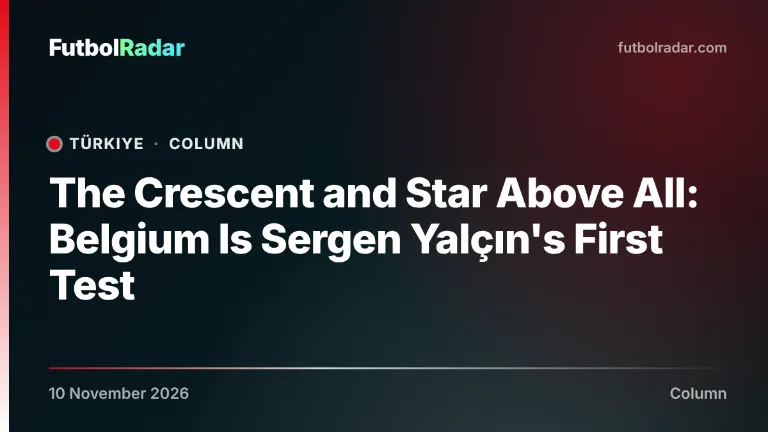 FutbolRadar
futbolradar.com
TÜRKIYE · COLUMN
The Crescent and Star Above All:
Belgium Is Sergen Yalçın's First
Test
10 November 2026
Column